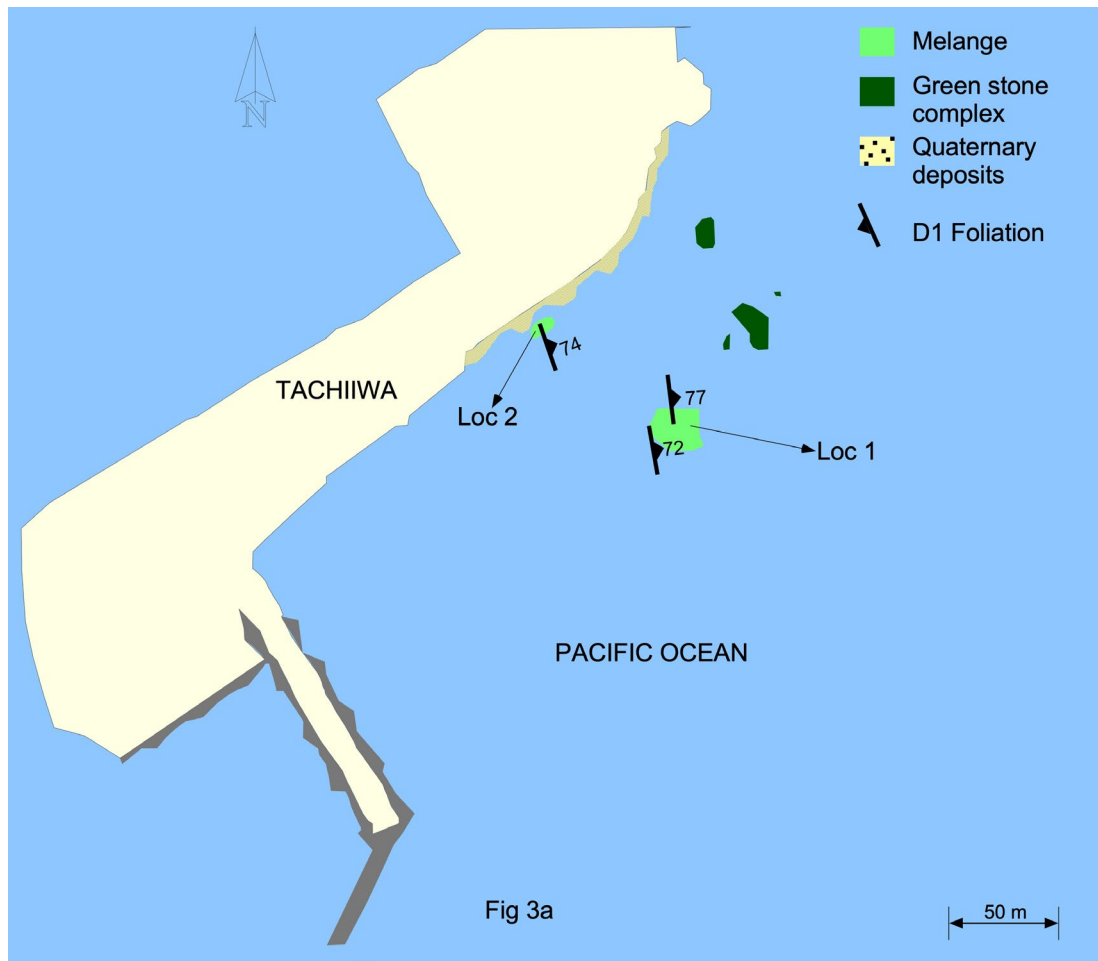 N
Melange
Green stone
complex
Quaternary
deposits
D1 Foliation
74
TACHIIWA
Loc 2
77
72
Loc 1
PACIFIC OCEAN
Fig 3a
50 m